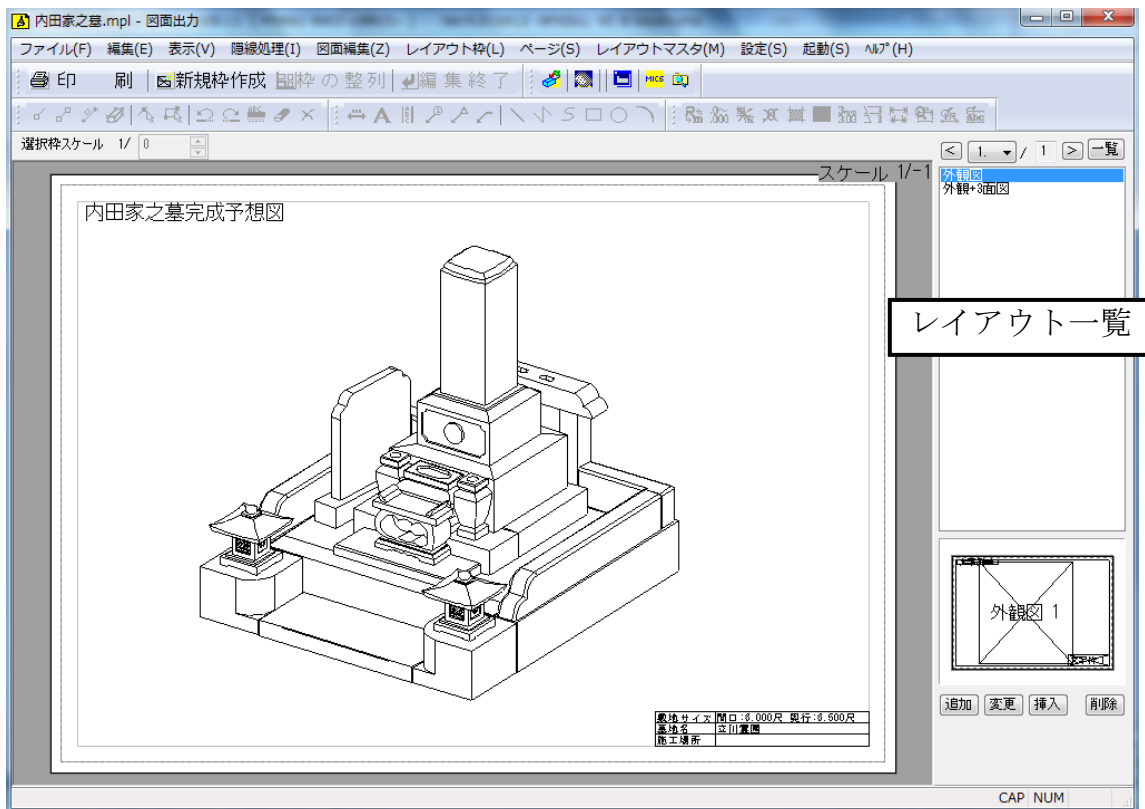 内田家之墓.mpl - 図面出力
ファイル(F) 編集(E) 表示(V) 隠線処理(I) 図面編集(Z) レイアウト枠(L) ページ(S) レイアウトマスタ(M) 設定(S) 起動(S) ﾍﾙﾌﾟ(H)
印 刷 新規枠作成 枠の整列 編集終了 MICS
選択枠スケール 1/ 0
< 1. / 1 > 一覧
スケール 1/-1
外観図
外観+3面図
内田家之墓完成予想図
レイアウト一覧
外観図 1
追加 変更 挿入 削除
敷地サイズ 間口:6.000尺 奥行:6.500尺
墓地名 立川霊園
施工場所
CAP NUM